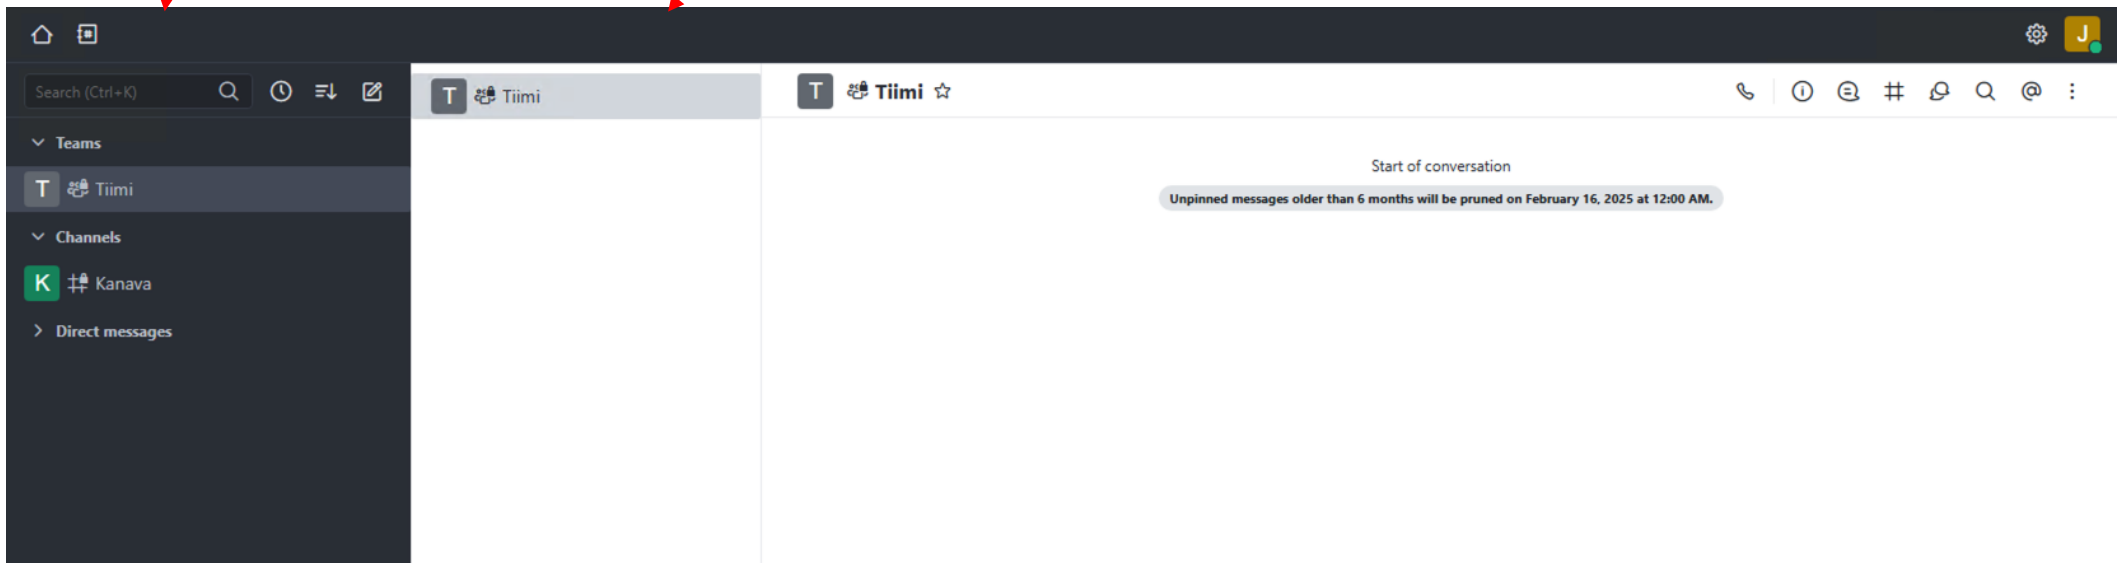 J
Search (Ctrl+K)
Teams
T Tiimi
Channels
K Kanava
Direct messages
T Tiimi
T Tiimi
Start of conversation
Unpinned messages older than 6 months will be pruned on February 16, 2025 at 12:00 AM.